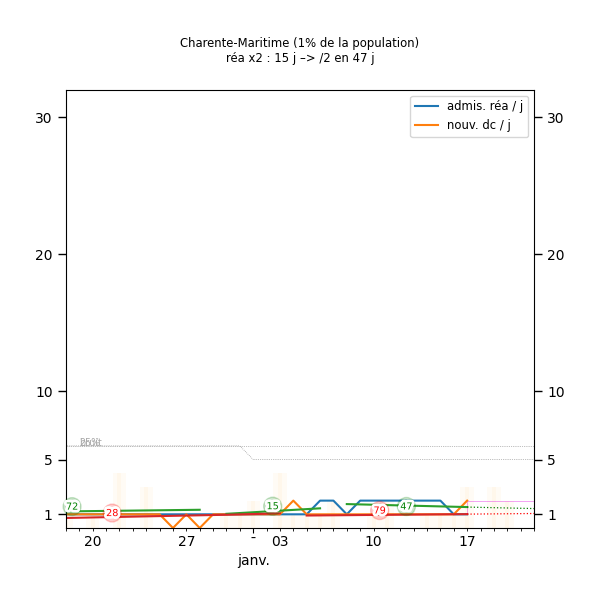 Charente-Maritime (1% de la population)
réa x2 : 15 j –> /2 en 47 j
admis. réa / j
nouv. dc / j
30 30
20 20
10 10
5 5
72 28 15 79 47
1 1
20 27 - 03 10 17
janv.